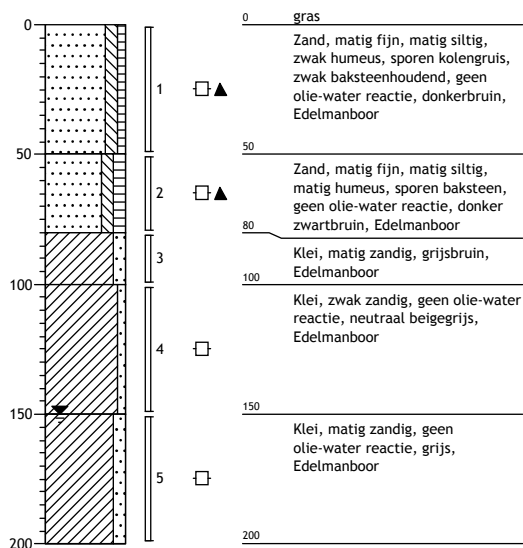 0
0
gras
Zand, matig fijn, matig siltig,
zwak humeus, sporen kolengruis,
zwak baksteenhoudend, geen
olie-water reactie, donkerbruin,
Edelmanboor
1
50
50
Zand, matig fijn, matig siltig,
matig humeus, sporen baksteen,
geen olie-water reactie, donker
zwartbruin, Edelmanboor
2
80
Klei, matig zandig, grijsbruin,
Edelmanboor
3
100
100
Klei, zwak zandig, geen olie-water
reactie, neutraal beigegrijs,
Edelmanboor
4
150
150
Klei, matig zandig, geen
olie-water reactie, grijs,
Edelmanboor
5
200
200